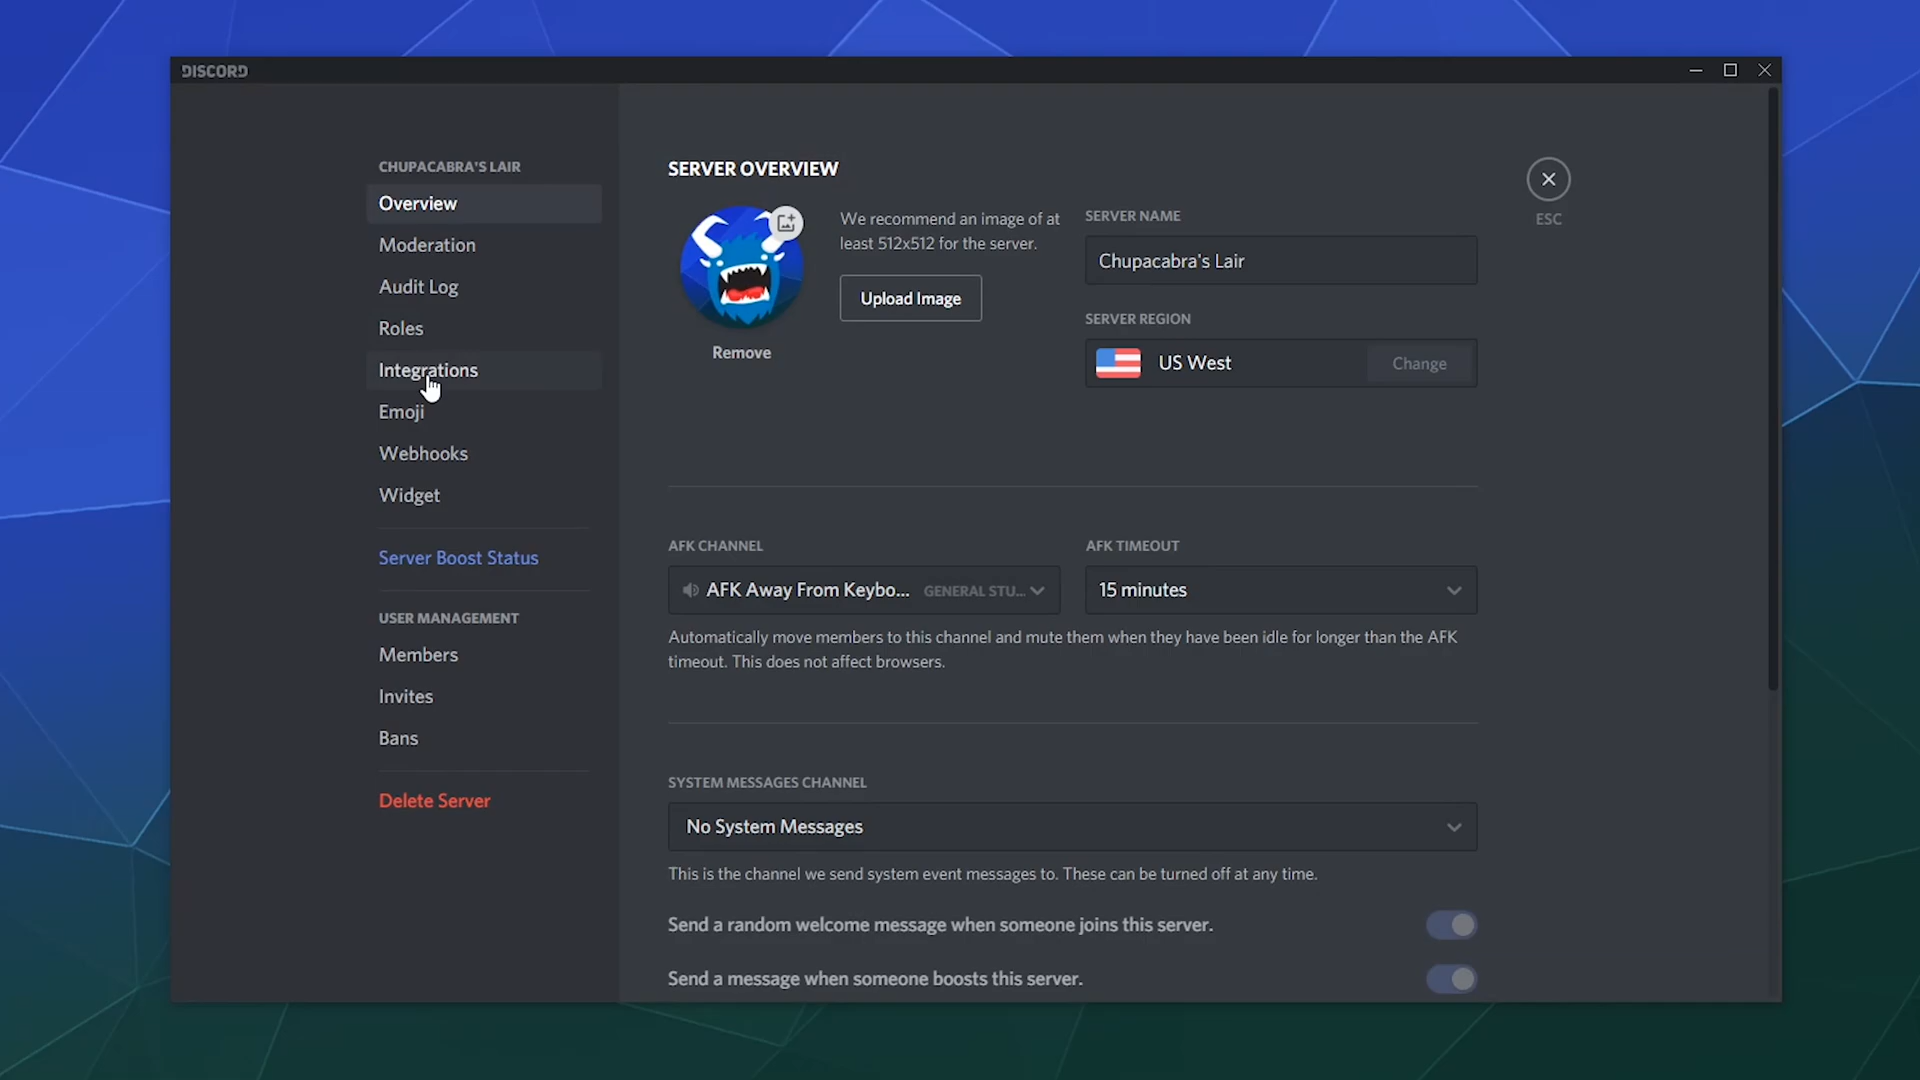 DISCORD
CHUPACABRA'S LAIR
Overview
Moderation
Audit Log
Roles
Integrations
Emoji
Webhooks
Widget
Server Boost Status
USER MANAGEMENT
Members
Invites
Bans
Delete Server
SERVER OVERVIEW
We recommend an image of at
least 512x512 for the server.
Upload Image
Remove
SERVER NAME
Chupacabra's Lair
SERVER REGION
US West
Change
ESC
AFK CHANNEL
AFK Away From Keybo... GENERAL STU...
AFK TIMEOUT
15 minutes
Automatically move members to this channel and mute them when they have been idle for longer than the AFK
timeout. This does not affect browsers.
SYSTEM MESSAGES CHANNEL
No System Messages
This is the channel we send system event messages to. These can be turned off at any time.
Send a random welcome message when someone joins this server.
Send a message when someone boosts this server.